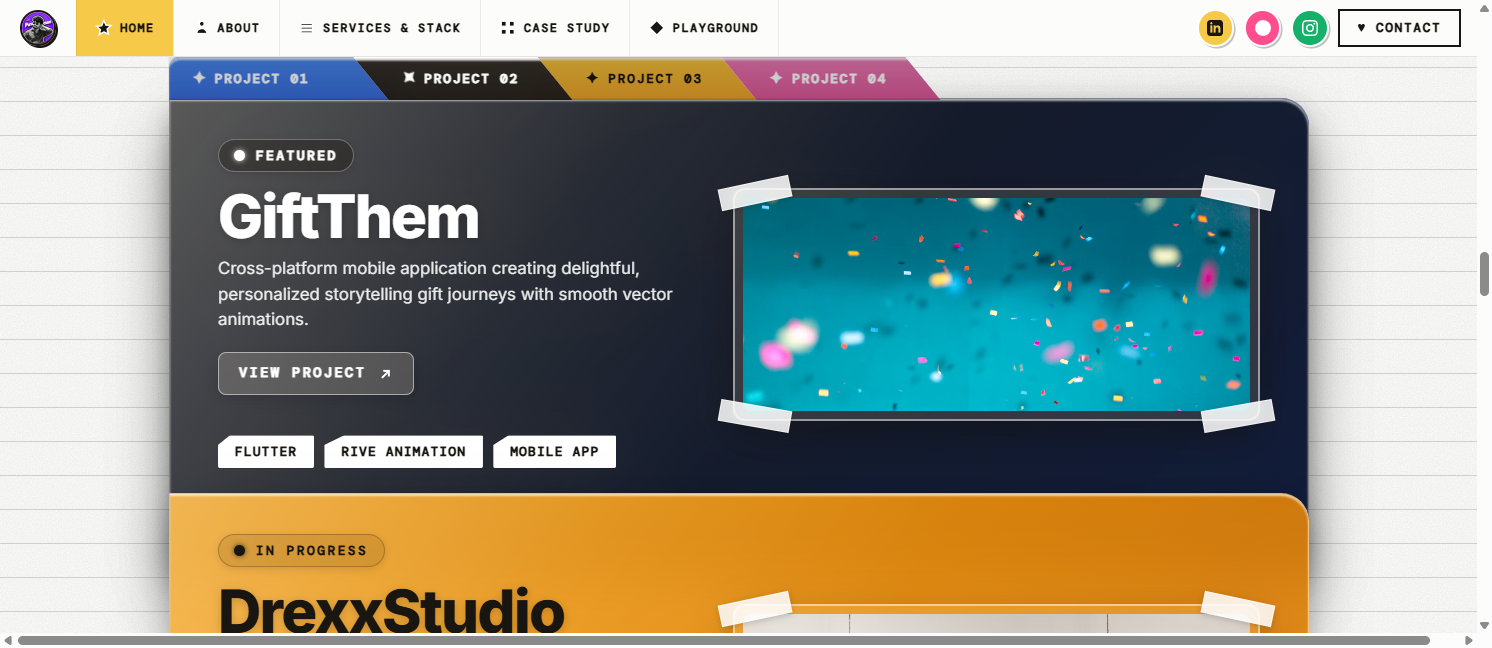 HOME
ABOUT
SERVICES & STACK
CASE STUDY
PLAYGROUND
in
CONTACT
PROJECT 01
PROJECT 02
PROJECT 03
PROJECT 04
FEATURED
GiftThem
Cross-platform mobile application creating delightful,
personalized storytelling gift journeys with smooth vector
animations.
VIEW PROJECT
FLUTTER
RIVE ANIMATION
MOBILE APP
IN PROGRESS
DrexxStudio